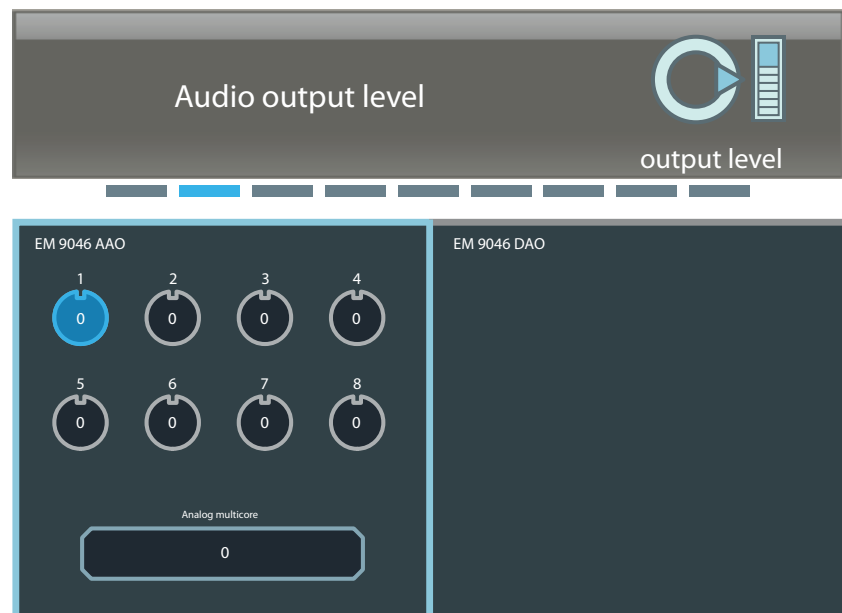 Audio output level
output level
EM 9046 AAO
EM 9046 DAO
1 2 3 4
0 0 0 0
5 6 7 8
0 0 0 0
Analog multicore
0